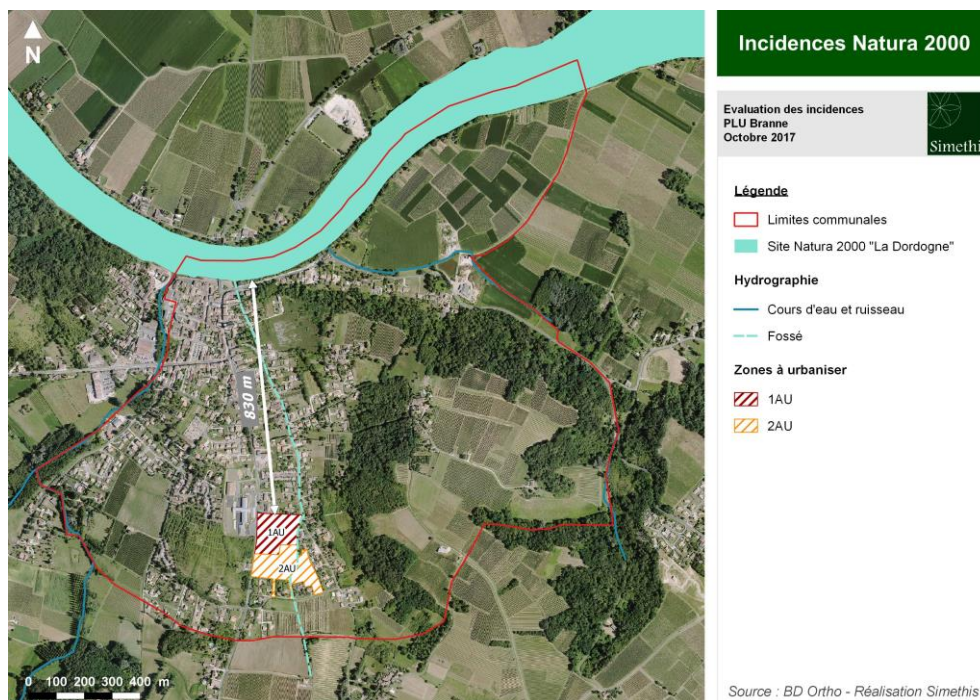 N
830 m
1AU
2AU
0 100 200 300 400 m
Incidences Natura 2000
Evaluation des incidences
PLU Branne
Octobre 2017
Simethi
Légende
Limites communales
Site Natura 2000 "La Dordogne"
Hydrographie
Cours d'eau et ruisseau
Fossé
Zones à urbaniser
1AU
2AU
Source : BD Ortho - Réalisation Simethis